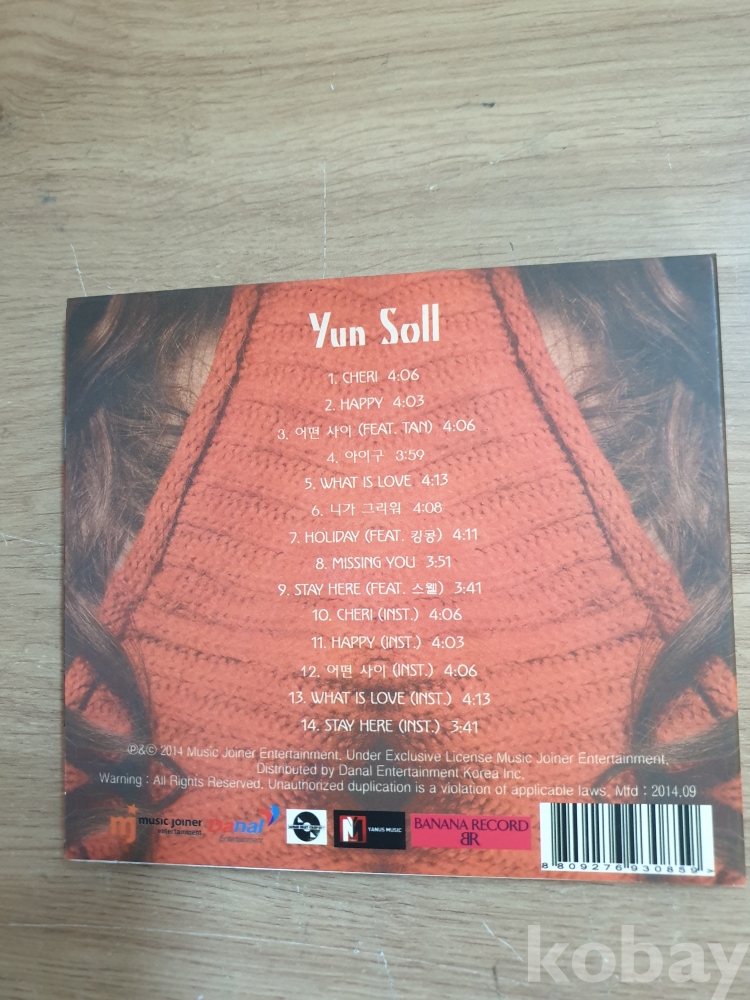 Yun Soll
1. CHERI 4:06
2. HAPPY 4:03
3. 어떤 사이 (FEAT. TAN) 4:06
4. 아이구 3:59
5. WHAT IS LOVE 4:13
6. 니가 그리워 4:08
7. HOLIDAY (FEAT. 킹콩) 4:11
8. MISSING YOU 3:51
9. STAY HERE (FEAT. 스웰) 3:41
10. CHERI (INST.) 4:06
11. HAPPY (INST.) 4:03
12. 어떤 사이 (INST.) 4:06
13. WHAT IS LOVE (INST.) 4:13
14. STAY HERE (INST.) 3:41
℗&© 2014 Music Joiner Entertainment. Under Exclusive License Music Joiner Entertainment.
Distributed by Danal Entertainment Korea Inc.
Warning : All Rights Reserved. Unauthorized duplication is a violation of applicable laws. Mfd : 2014.09
mj music joiner entertainment
Danal Entertainment
YANUS MUSIC
BANANA RECORD
BR
8 809276 930859 >
kobay